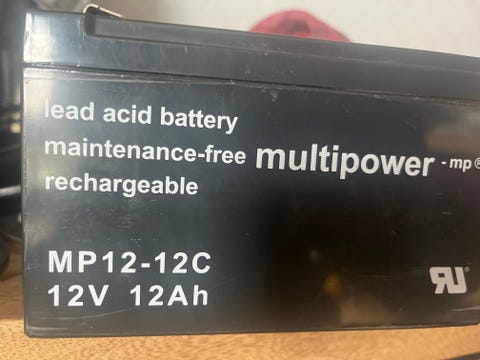 lead acid battery
maintenance-free multipower - mp®
rechargeable
MP12-12C
12V 12Ah